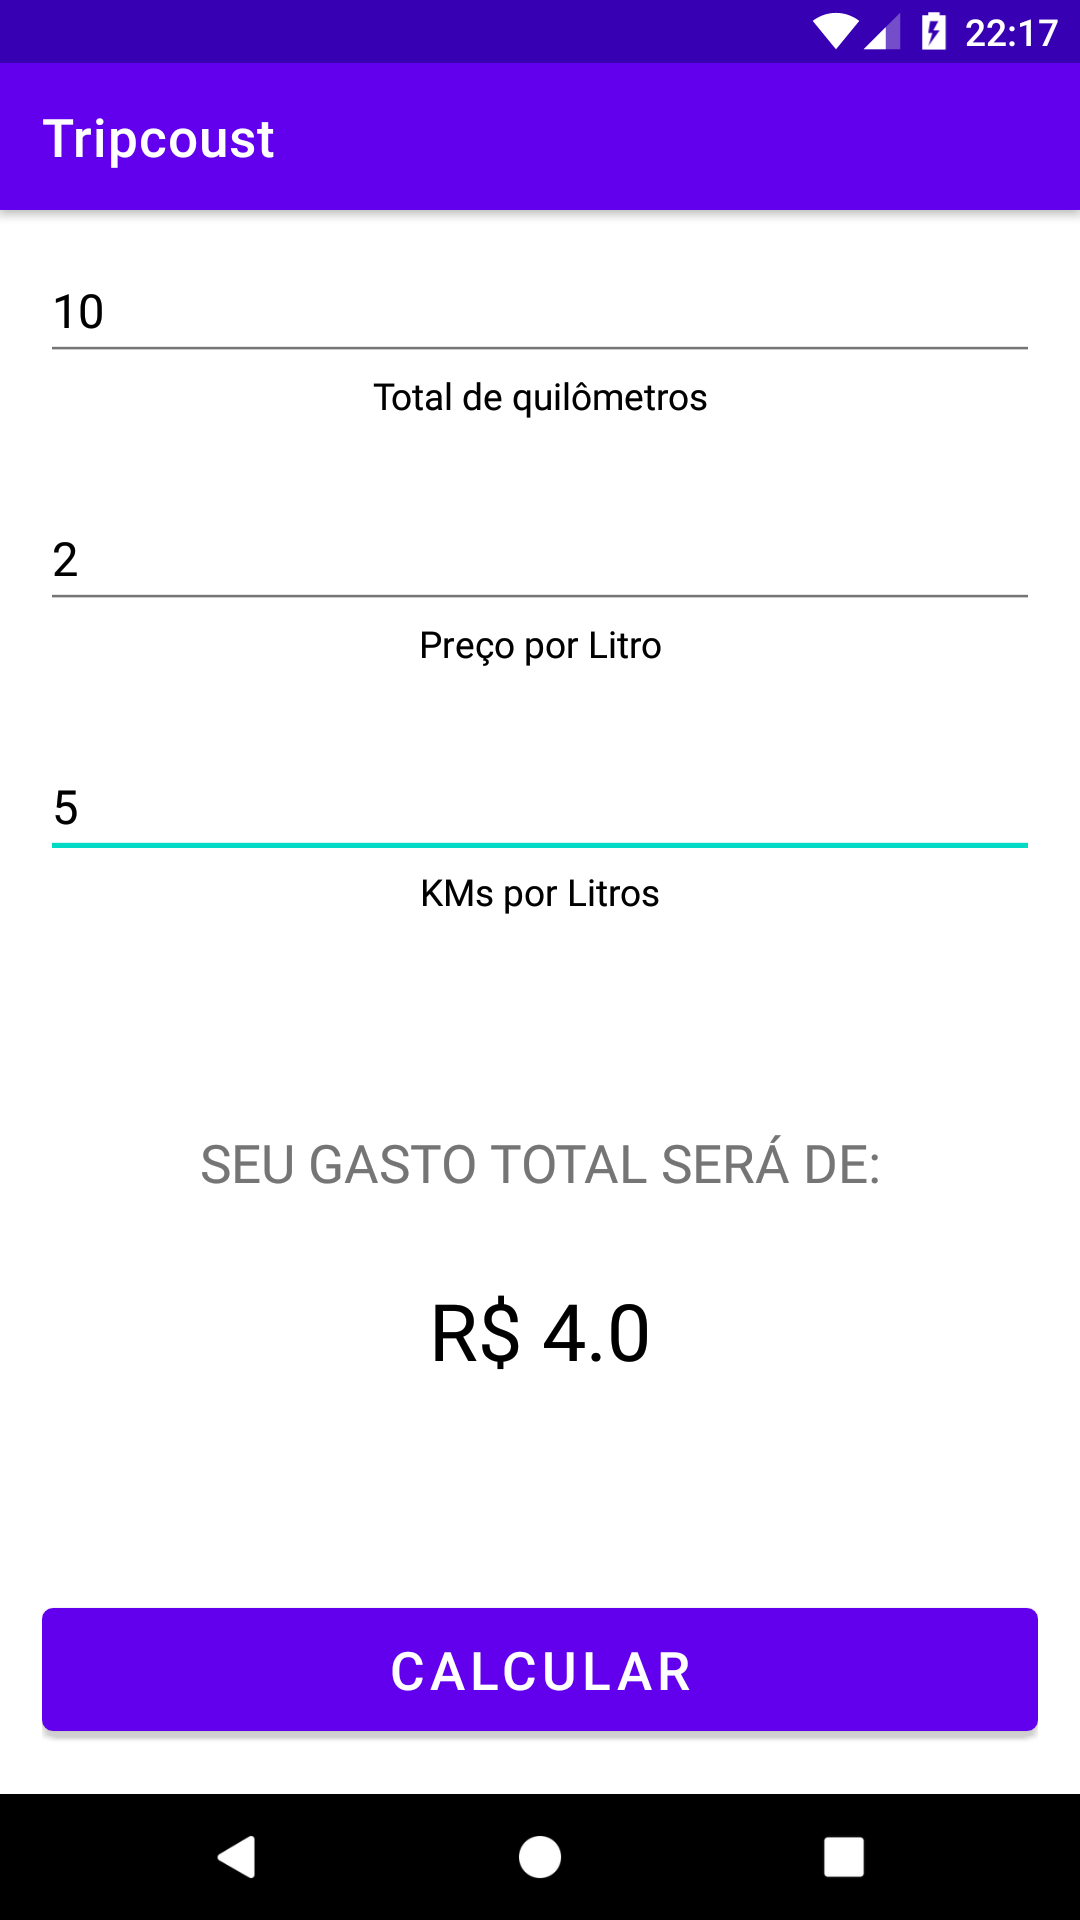 22:17
Tripcoust
10
Total de quilômetros
2
Preço por Litro
5
KMs por Litros
SEU GASTO TOTAL SERÁ DE:
R$ 4.0
CALCULAR